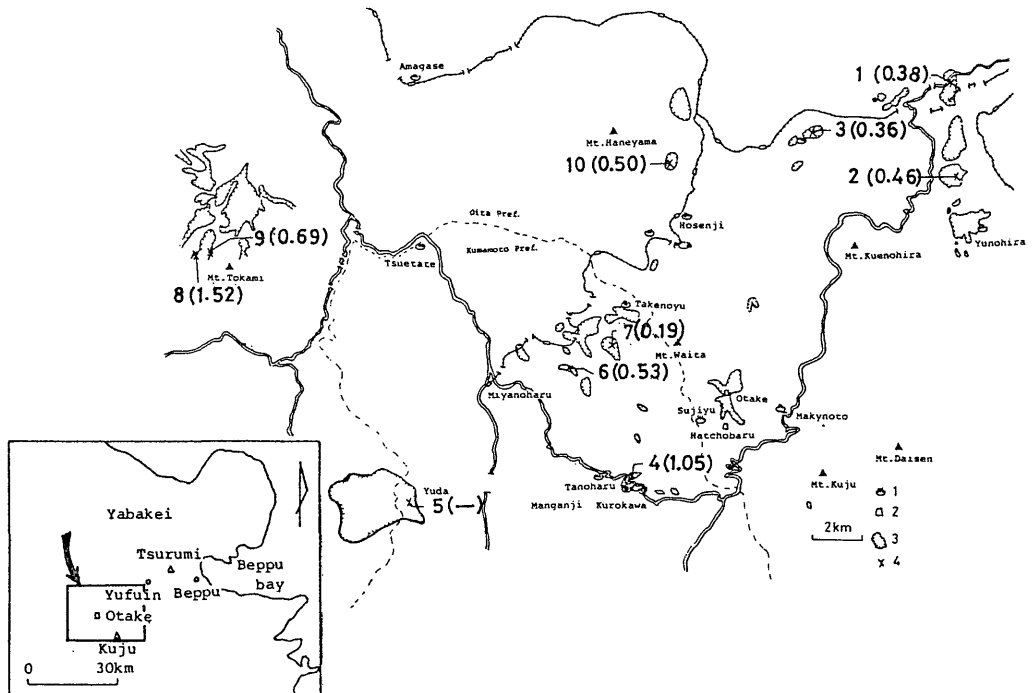 Amagase
1 (0.38)
3 (0.36)
Mt.Haneyama
10 (0.50)
2 (0.46)
Oita Pref.
Hosenji
9 (0.69)
Kumamoto Pref.
Yunohira
Tsuetate
Mt.Kuenohira
Mt.Tokami
8 (1.52)
Takenoyu
7 (0.19)
Mt.Waita
6 (0.53)
Miyanoharu
Otake
Sujiyu
Makynoto
Hatchobaru
Mt.Daisen
4 (1.05)
Tanoharu
Mt.Kuju
1
Yuda
5 (—)
Manganji Kurokawa
2
2km
3
4
Yabakei
Tsurumi
Beppu
bay
Yufuin
Beppu
Otake
Kuju
0 30km